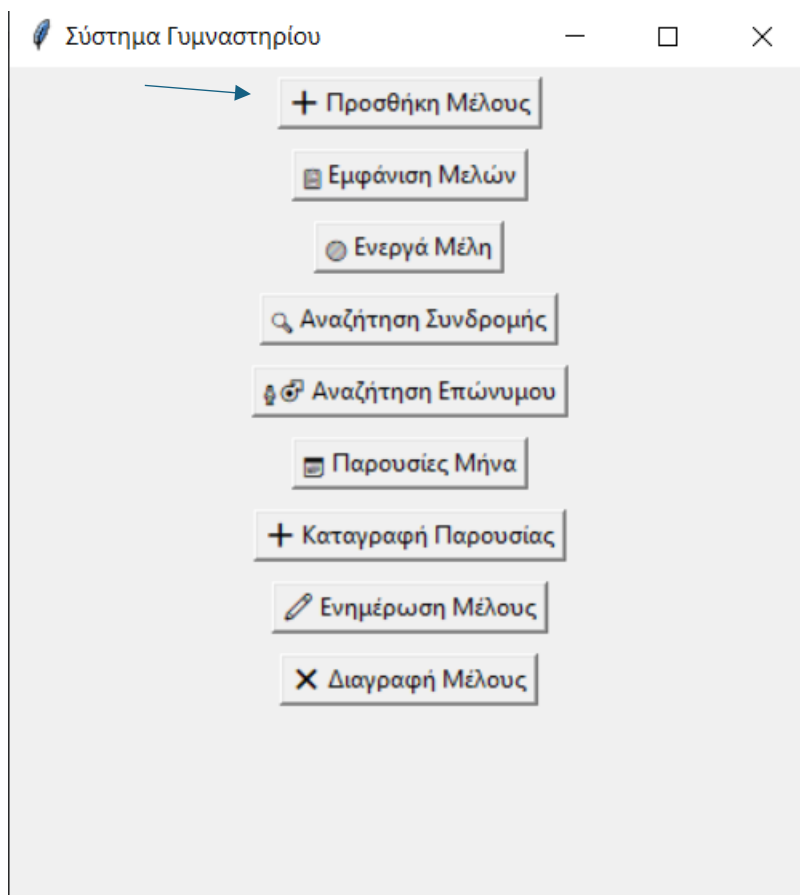 Σύστημα Γυμναστηρίου
Προσθήκη Μέλους
Εμφάνιση Μελών
Ενεργά Μέλη
Αναζήτηση Συνδρομής
Αναζήτηση Επώνυμου
Παρουσίες Μήνα
Καταγραφή Παρουσίας
Ενημέρωση Μέλους
Διαγραφή Μέλους